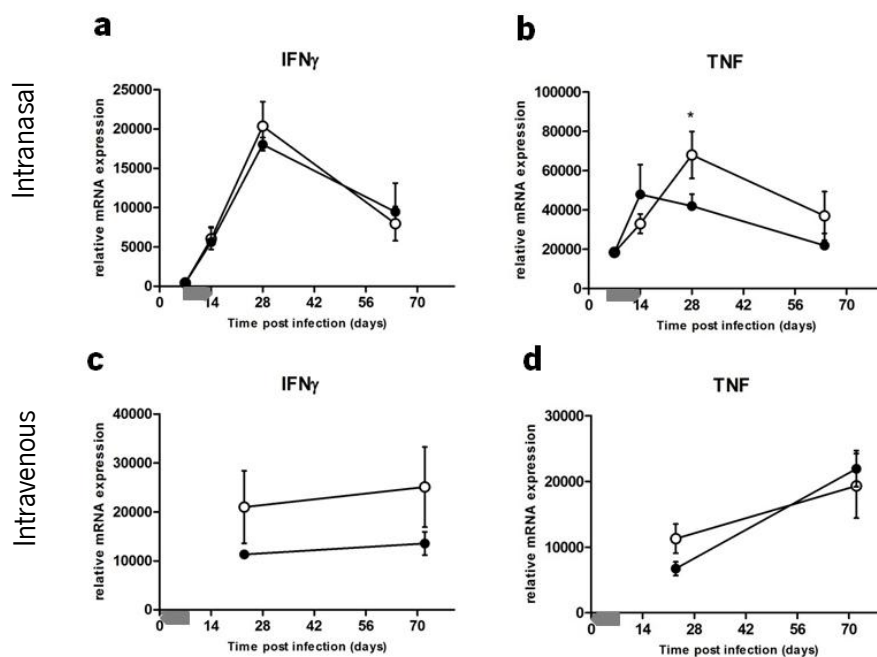 a
IFNγ
Intranasal
relative mRNA expression
25000
20000
15000
10000
5000
0
0 14 28 42 56 70
Time post infection (days)
b
TNF
*
relative mRNA expression
100000
80000
60000
40000
20000
0
0 14 28 42 56 70
Time post infection (days)
c
IFNγ
Intravenous
relative mRNA expression
40000
30000
20000
10000
0
0 14 28 42 56 70
Time post infection (days)
d
TNF
relative mRNA expression
30000
20000
10000
0
0 14 28 42 56 70
Time post infection (days)